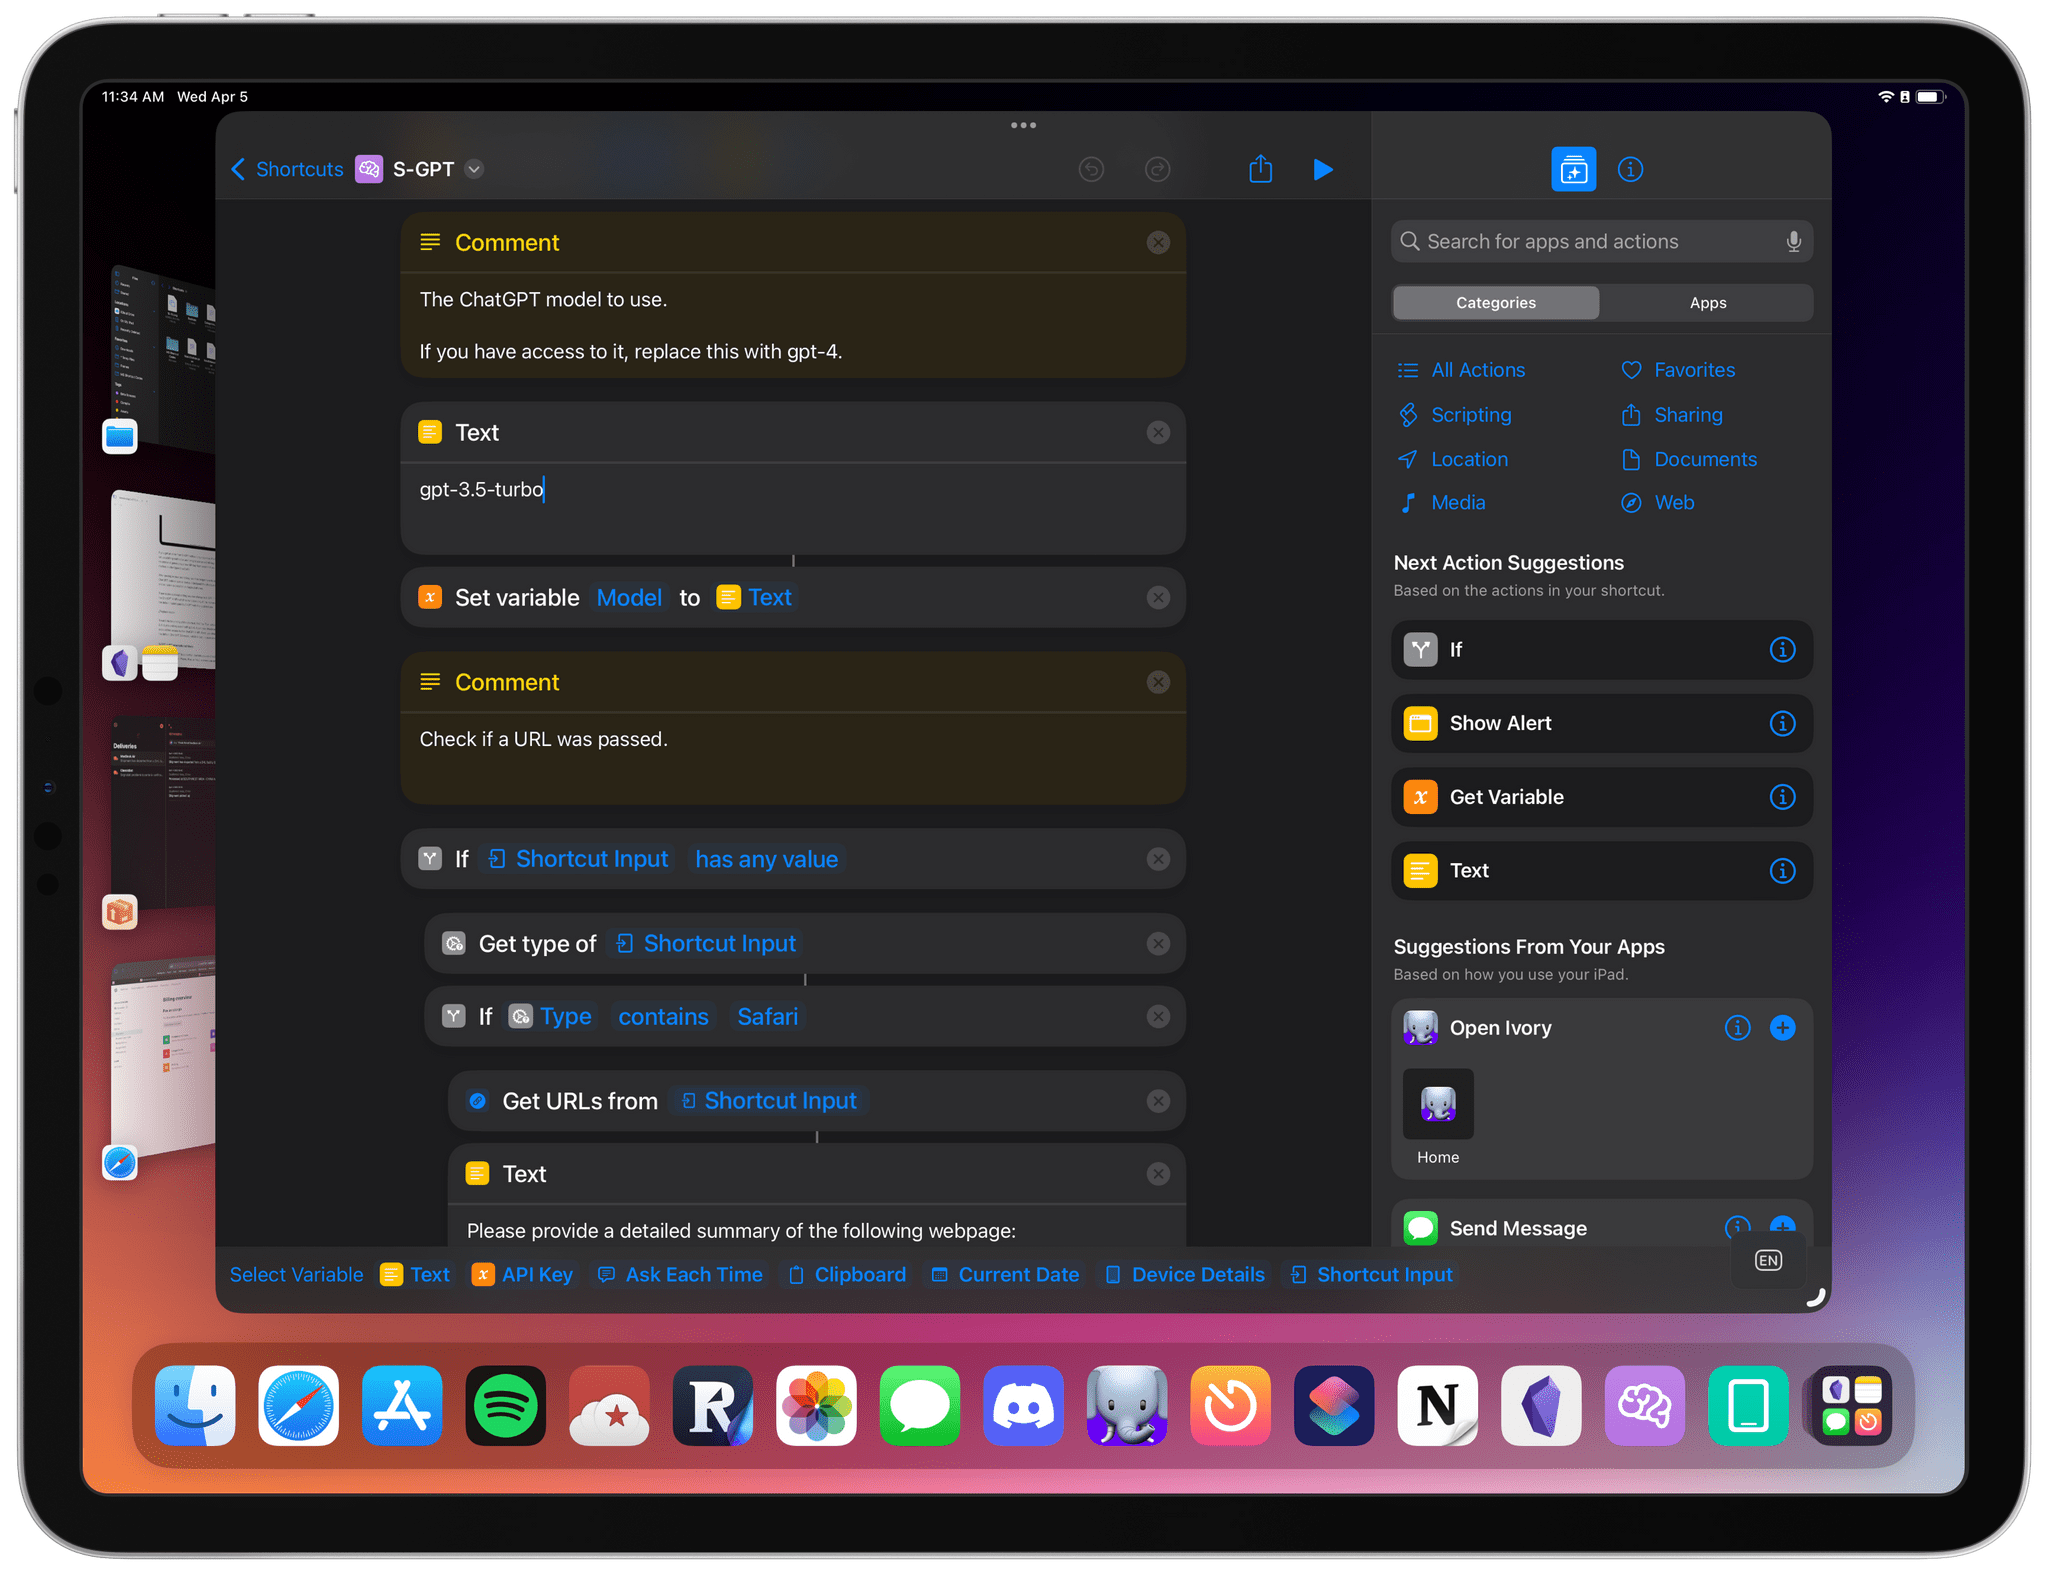 11:34 AM Wed Apr 5
Shortcuts S-GPT
Comment
The ChatGPT model to use.
If you have access to it, replace this with gpt-4.
Text
gpt-3.5-turbo
Set variable Model to Text
Comment
Check if a URL was passed.
If Shortcut Input has any value
Get type of Shortcut Input
If Type contains Safari
Get URLs from Shortcut Input
Text
Please provide a detailed summary of the following webpage:
Select Variable Text API Key Ask Each Time Clipboard Current Date Device Details Shortcut Input
Search for apps and actions
Categories Apps
All Actions Favorites
Scripting Sharing
Location Documents
Media Web
Next Action Suggestions
Based on the actions in your shortcut.
If
Show Alert
Get Variable
Text
Suggestions From Your Apps
Based on how you use your iPad.
Open Ivory
Home
Send Message
EN
Deliveries